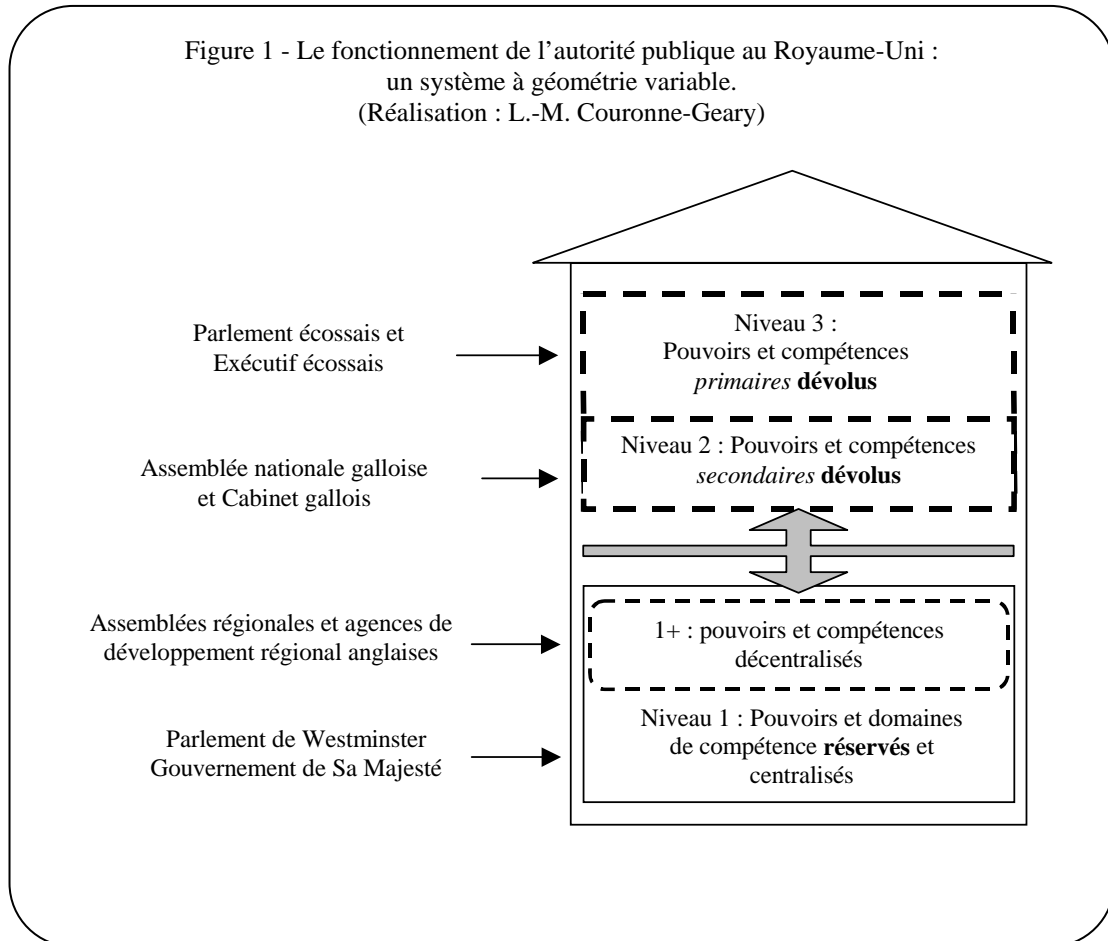 Figure 1 - Le fonctionnement de l’autorité publique au Royaume-Uni :
un système à géométrie variable.
(Réalisation : L.-M. Couronne-Geary)
Parlement écossais et
Exécutif écossais
Niveau 3 :
Pouvoirs et compétences
primaires dévolus
Assemblée nationale galloise
et Cabinet gallois
Niveau 2 : Pouvoirs et compétences
secondaires dévolus
Assemblées régionales et agences de
développement régional anglaises
1+ : pouvoirs et compétences
décentralisés
Parlement de Westminster
Gouvernement de Sa Majesté
Niveau 1 : Pouvoirs et domaines
de compétence réservés et
centralisés